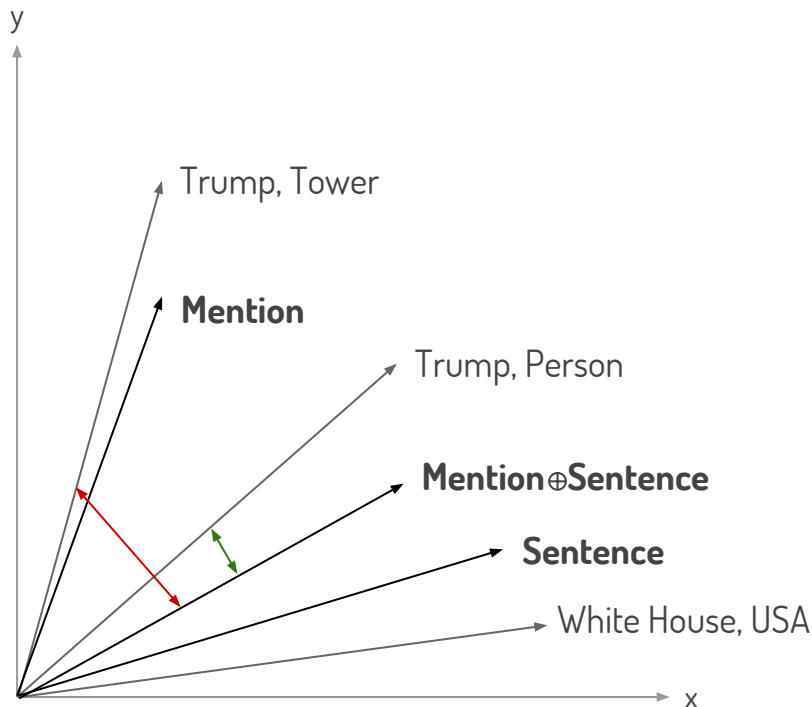 y
Trump, Tower
Mention
Trump, Person
Mention⊕Sentence
Sentence
White House, USA
x